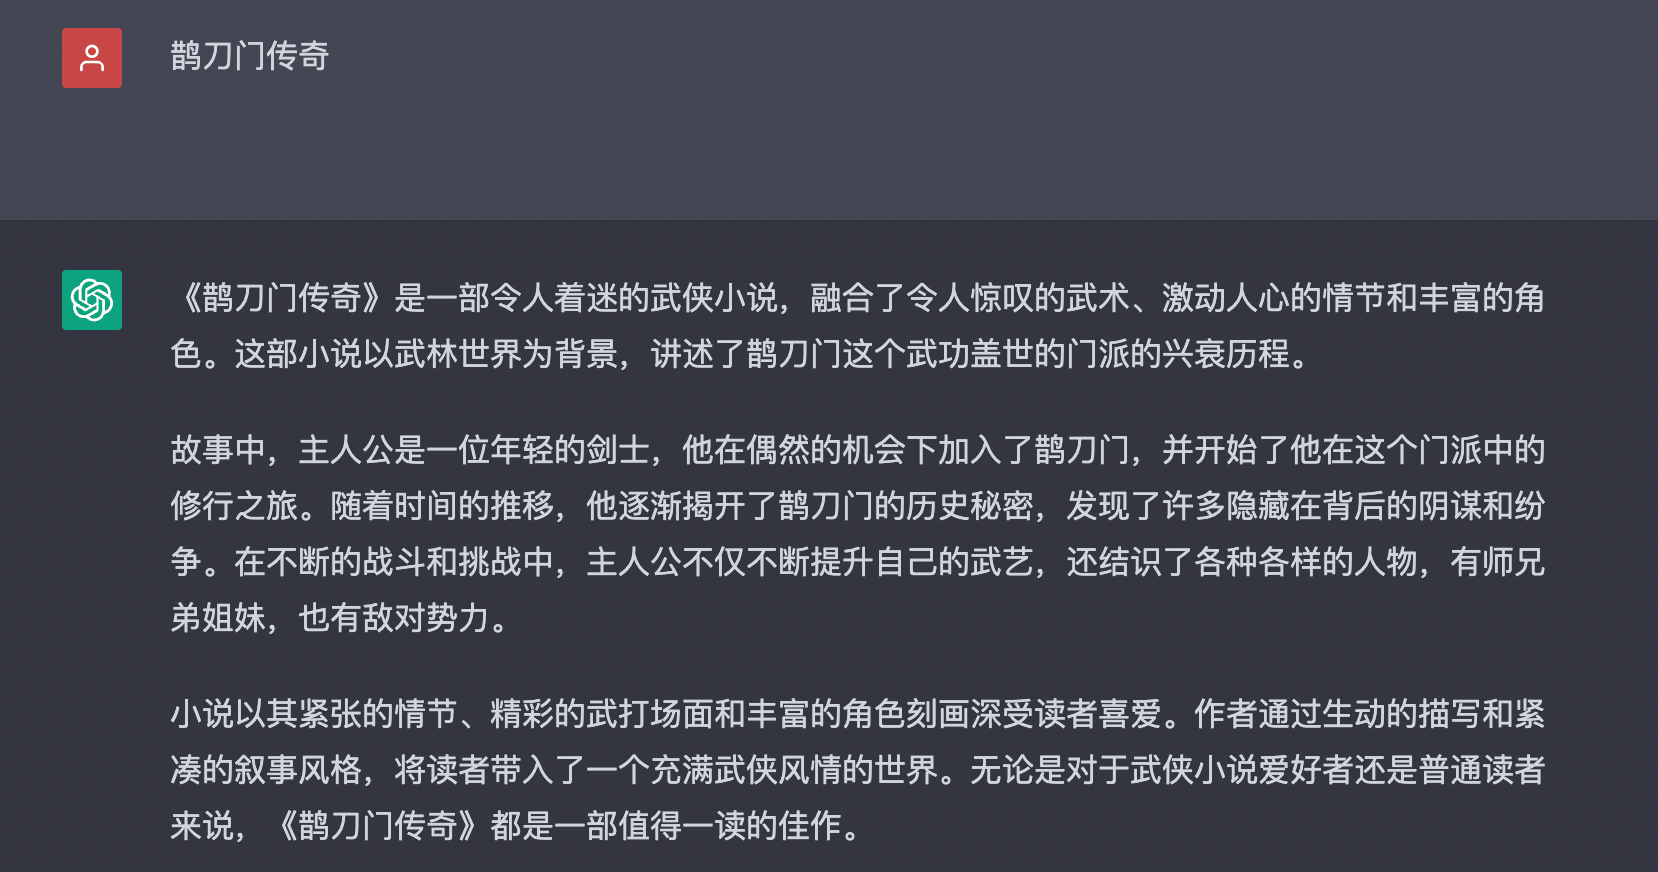 鹊刀门传奇
《鹊刀门传奇》是一部令人着迷的武侠小说，融合了令人惊叹的武术、激动人心的情节和丰富的角
色。这部小说以武林世界为背景，讲述了鹊刀门这个武功盖世的门派的兴衰历程。
故事中，主人公是一位年轻的剑士，他在偶然的机会下加入了鹊刀门，并开始了他在这个门派中的
修行之旅。随着时间的推移，他逐渐揭开了鹊刀门的历史秘密，发现了许多隐藏在背后的阴谋和纷
争。在不断的战斗和挑战中，主人公不仅不断提升自己的武艺，还结识了各种各样的人物，有师兄
弟姐妹，也有敌对势力。
小说以其紧张的情节、精彩的武打场面和丰富的角色刻画深受读者喜爱。作者通过生动的描写和紧
凑的叙事风格，将读者带入了一个充满武侠风情的世界。无论是对于武侠小说爱好者还是普通读者
来说，《鹊刀门传奇》都是一部值得一读的佳作。